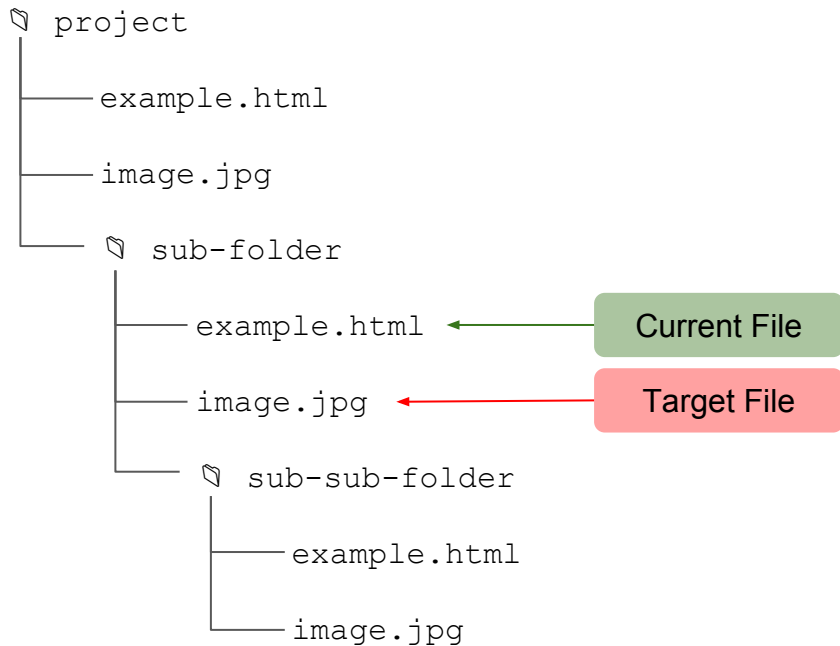 project
example.html
image.jpg
sub-folder
example.html
Current File
image.jpg
Target File
sub-sub-folder
example.html
image.jpg